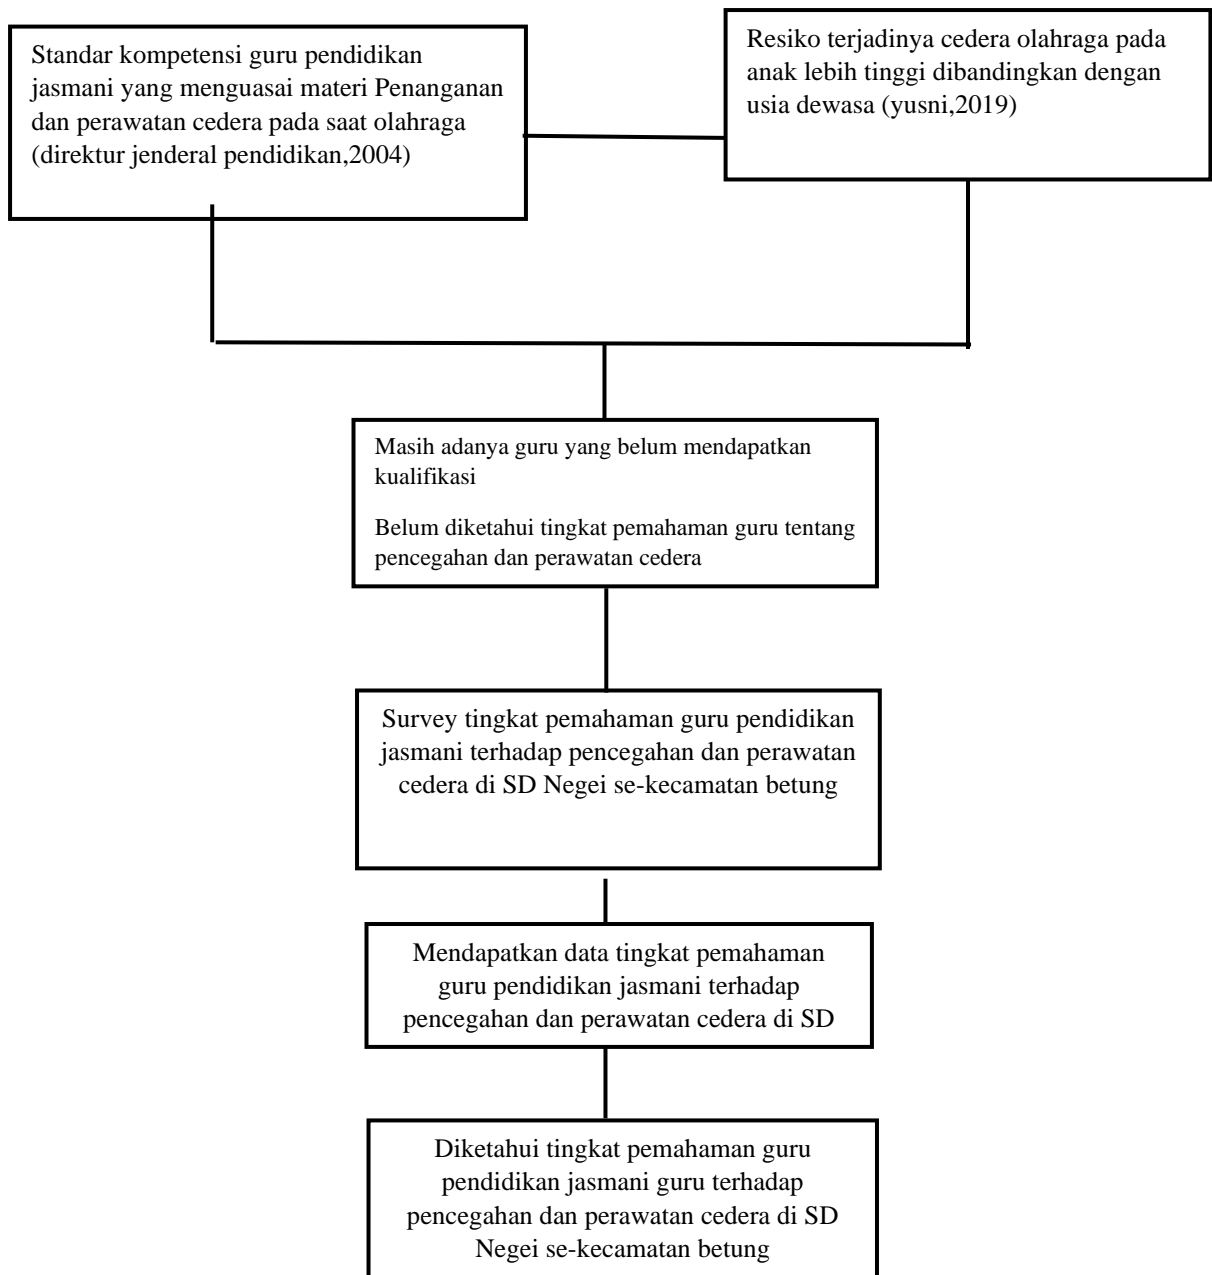 Standar kompetensi guru pendidikan
jasmani yang menguasai materi Penanganan
dan perawatan cedera pada saat olahraga
(direktur jenderal pendidikan,2004)
Resiko terjadinya cedera olahraga pada
anak lebih tinggi dibandingkan dengan
usia dewasa (yusni,2019)
Masih adanya guru yang belum mendapatkan
kualifikasi
Belum diketahui tingkat pemahaman guru tentang
pencegahan dan perawatan cedera
Survey tingkat pemahaman guru pendidikan
jasmani terhadap pencegahan dan perawatan
cedera di SD Negei se-kecamatan betung
Mendapatkan data tingkat pemahaman
guru pendidikan jasmani terhadap
pencegahan dan perawatan cedera di SD
Diketahui tingkat pemahaman guru
pendidikan jasmani guru terhadap
pencegahan dan perawatan cedera di SD
Negei se-kecamatan betung